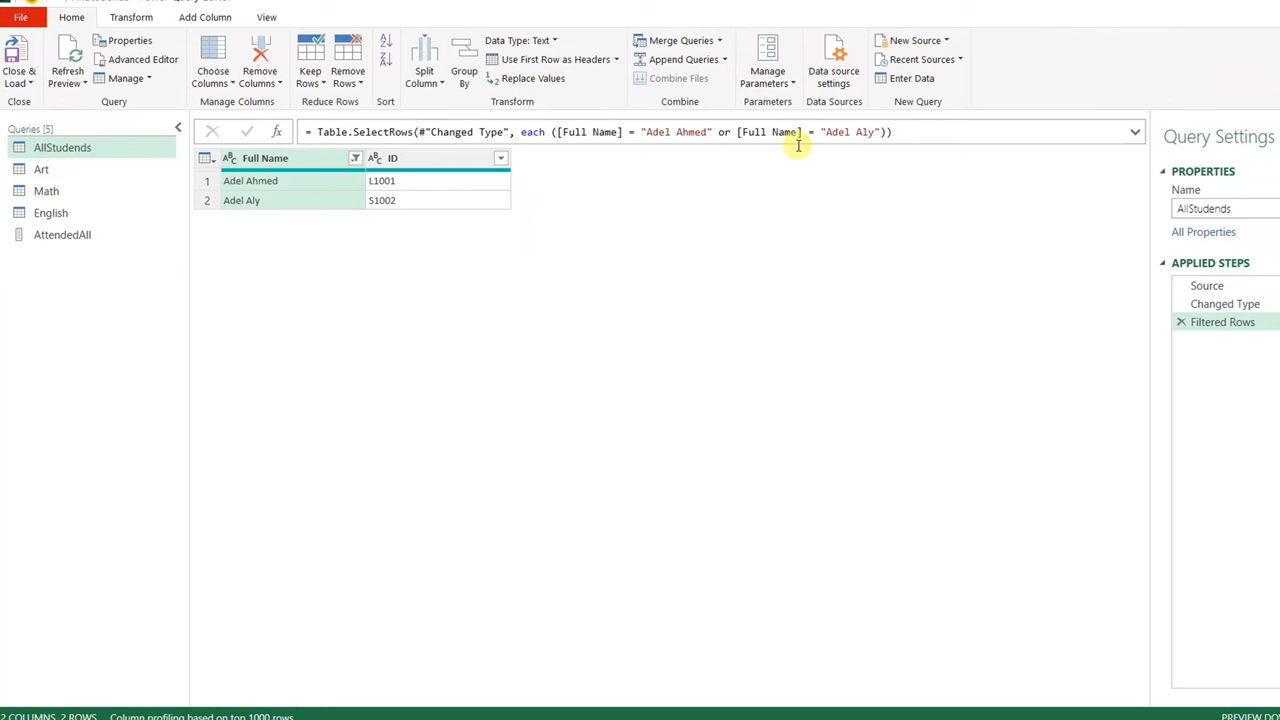 File Home Transform Add Column View
Close & Load
Close
Refresh Preview
Properties
Advanced Editor
Manage
Query
Choose Columns
Remove Columns
Manage Columns
Keep Rows
Remove Rows
Reduce Rows
Sort
Split Column
Group By
Data Type: Text
Use First Row as Headers
Replace Values
Transform
Merge Queries
Append Queries
Combine Files
Combine
Manage Parameters
Parameters
Data source settings
Data Sources
New Source
Recent Sources
Enter Data
New Query
Queries [5]
AllStudends
Art
Math
English
AttendedAll
= Table.SelectRows(#"Changed Type", each ([Full Name] = "Adel Ahmed" or [Full Name] = "Adel Aly"))
Full Name ID
1 Adel Ahmed L1001
2 Adel Aly S1002
Query Settings
PROPERTIES
Name
AllStudends
All Properties
APPLIED STEPS
Source
Changed Type
Filtered Rows
2 COLUMNS, 2 ROWS Column profiling based on top 1000 rows